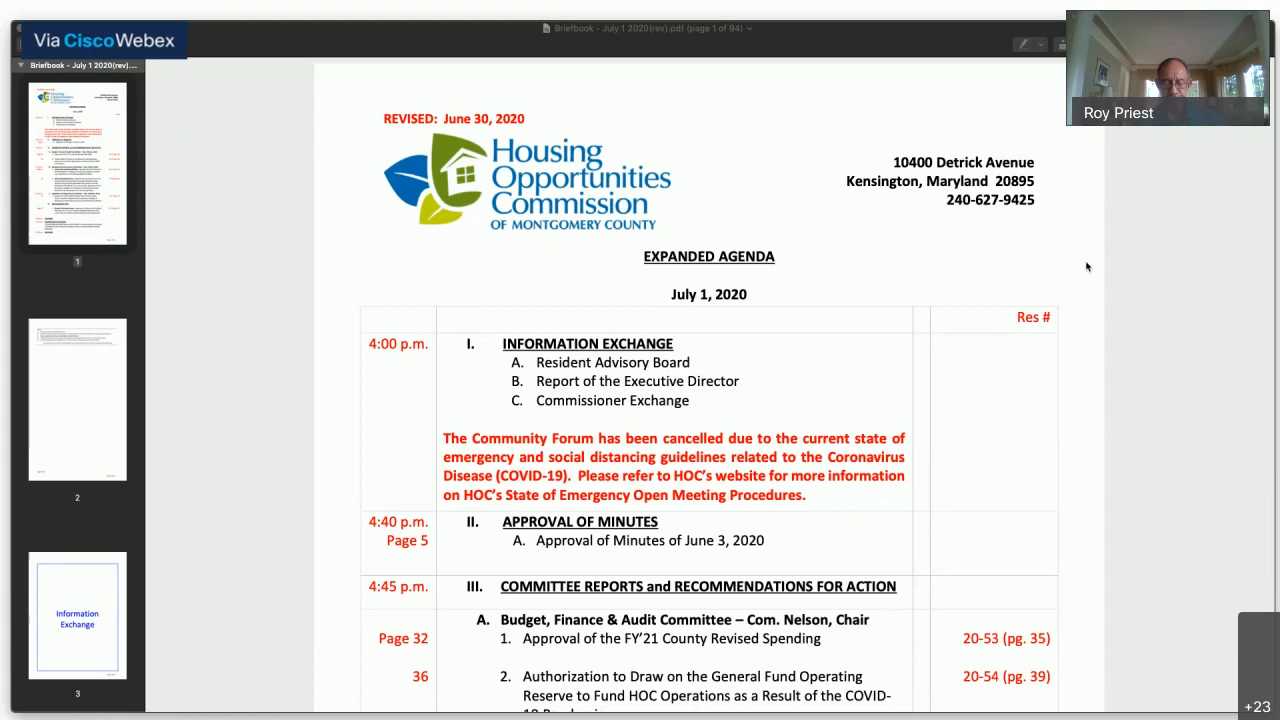 Via CiscoWebex
Briefbook - July 1 2020(rev).pdf (page 1 of 94)
Briefbook - July 1 2020(rev)....
Roy Priest
REVISED: June 30, 2020
Housing
Opportunities
Commission
OF MONTGOMERY COUNTY
10400 Detrick Avenue
Kensington, Maryland 20895
240-627-9425
EXPANDED AGENDA
July 1, 2020
Res #
4:00 p.m. I. INFORMATION EXCHANGE
A. Resident Advisory Board
B. Report of the Executive Director
C. Commissioner Exchange
The Community Forum has been cancelled due to the current state of
emergency and social distancing guidelines related to the Coronavirus
Disease (COVID-19). Please refer to HOC's website for more information
on HOC's State of Emergency Open Meeting Procedures.
4:40 p.m. II. APPROVAL OF MINUTES
Page 5 A. Approval of Minutes of June 3, 2020
4:45 p.m. III. COMMITTEE REPORTS and RECOMMENDATIONS FOR ACTION
A. Budget, Finance & Audit Committee – Com. Nelson, Chair
Page 32 1. Approval of the FY'21 County Revised Spending 20-53 (pg. 35)
36 2. Authorization to Draw on the General Fund Operating 20-54 (pg. 39)
Reserve to Fund HOC Operations as a Result of the COVID-
1
2
Information
Exchange
3
+23